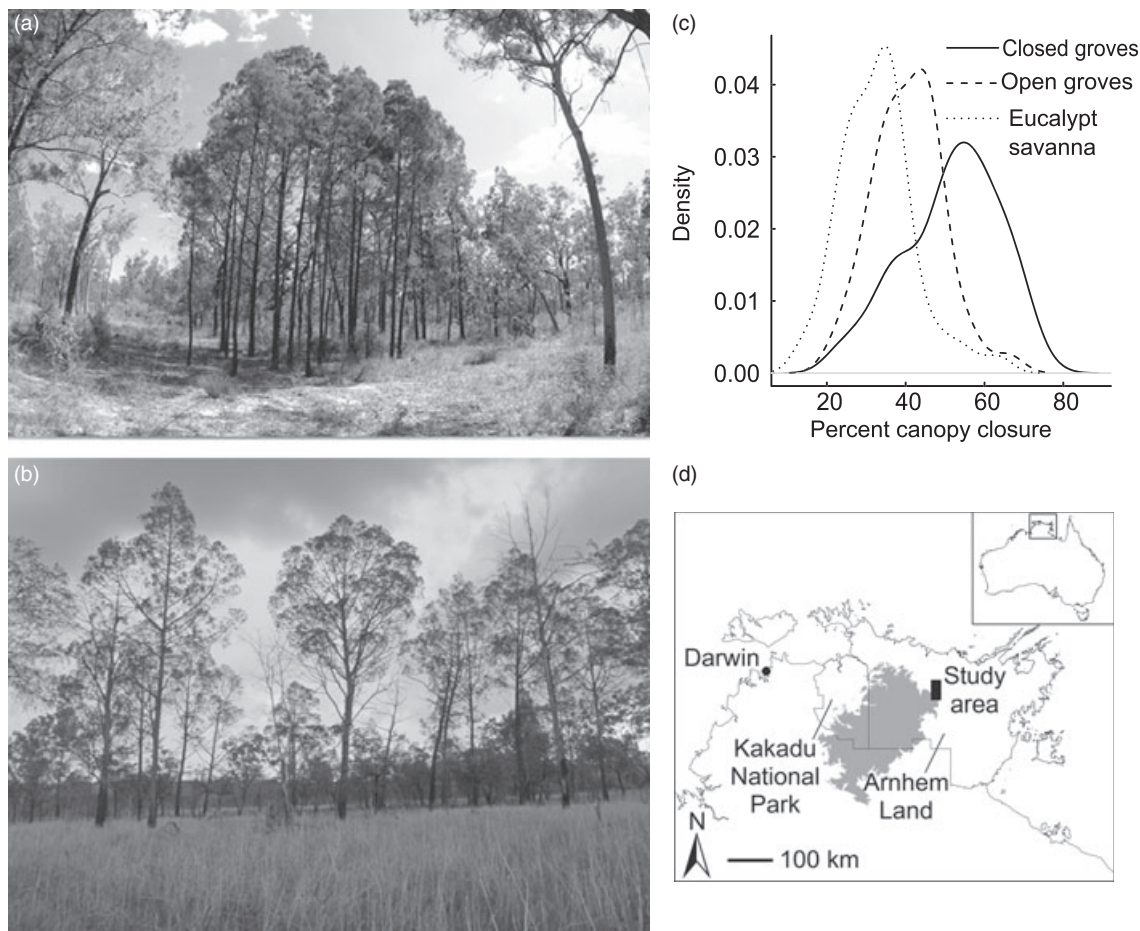 (a)
(b)
(c)
Closed groves
Open groves
Eucalypt
savanna
0.04
0.03
0.02
0.01
0.00
Density
20 40 60 80
Percent canopy closure
(d)
Darwin
Study
area
Kakadu
National
Park
Arnhem
Land
N
100 km